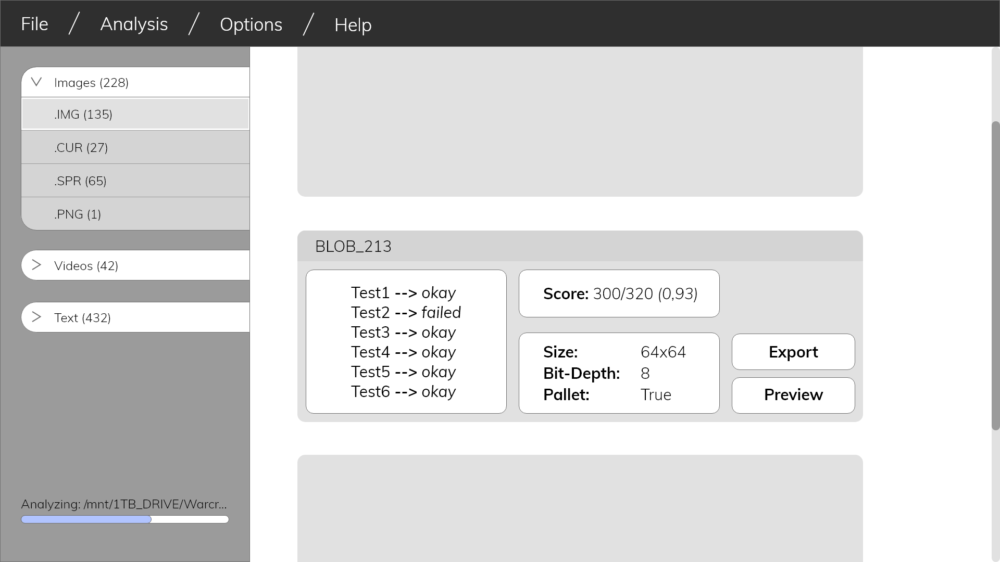 File / Analysis / Options / Help
Images (228)
.IMG (135)
.CUR (27)
.SPR (65)
.PNG (1)
Videos (42)
Text (432)
Analyzing: /mnt/1TB_DRIVE/Warcr...
BLOB_213
Test1 --> okay
Test2 --> failed
Test3 --> okay
Test4 --> okay
Test5 --> okay
Test6 --> okay
Score: 300/320 (0,93)
Size: 64x64
Bit-Depth: 8
Pallet: True
Export
Preview